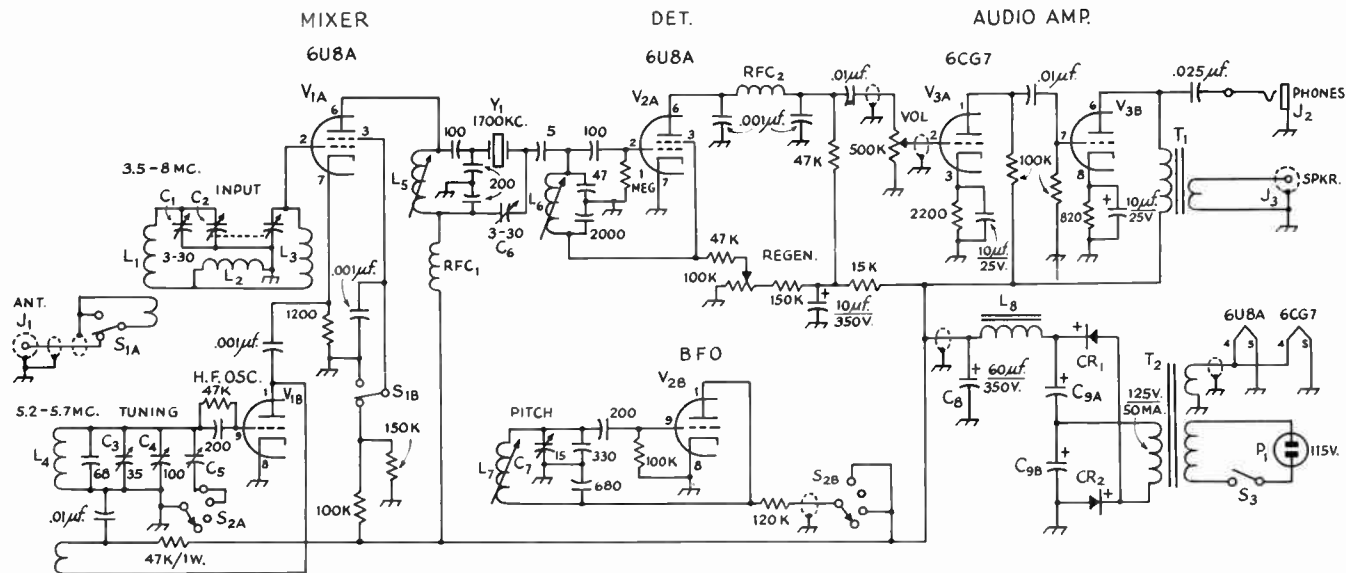 MIXER
DET.
AUDIO AMP.
6U8A
6U8A
6CG7
V1A
V2A
RFC2
.01µf.
V3A
.01µf.
V3B
.025µf.
PHONES
J2
6
3
2
7
100
Y1
1700KC.
5
100
6
3
2
7
.001µf.
VOL
500K
47K
1
2
3
100K
6
7
8
T1
SPKR.
J3
3.5-8 MC.
INPUT
C1
C2
3-30
L1
L2
L3
L5
200
3-30
C6
L6
47
1 MEG
2000
2200
10µf
25V.
820
10µf
25V
RFC1
47K
100K
REGEN.
150K
10µf
350V.
15K
ANT.
J1
S1A
.001µf.
1200
.001µf.
S1B
150K
L8
CR1
6U8A
6CG7
4
5
4
5
60µf
350V.
C8
C9A
C9B
CR2
T2
125V.
50MA.
P1
115V.
S3
H.F. OSC.
47K
V1B
1
9
8
200
5.2-5.7MC.
TUNING
L4
C3
C4
C5
68
35
100
S2A
.01µf.
47K/1W.
100K
BFO
V2B
PITCH
L7
C7
15
330
680
200
100K
1
9
8
120K
S2B